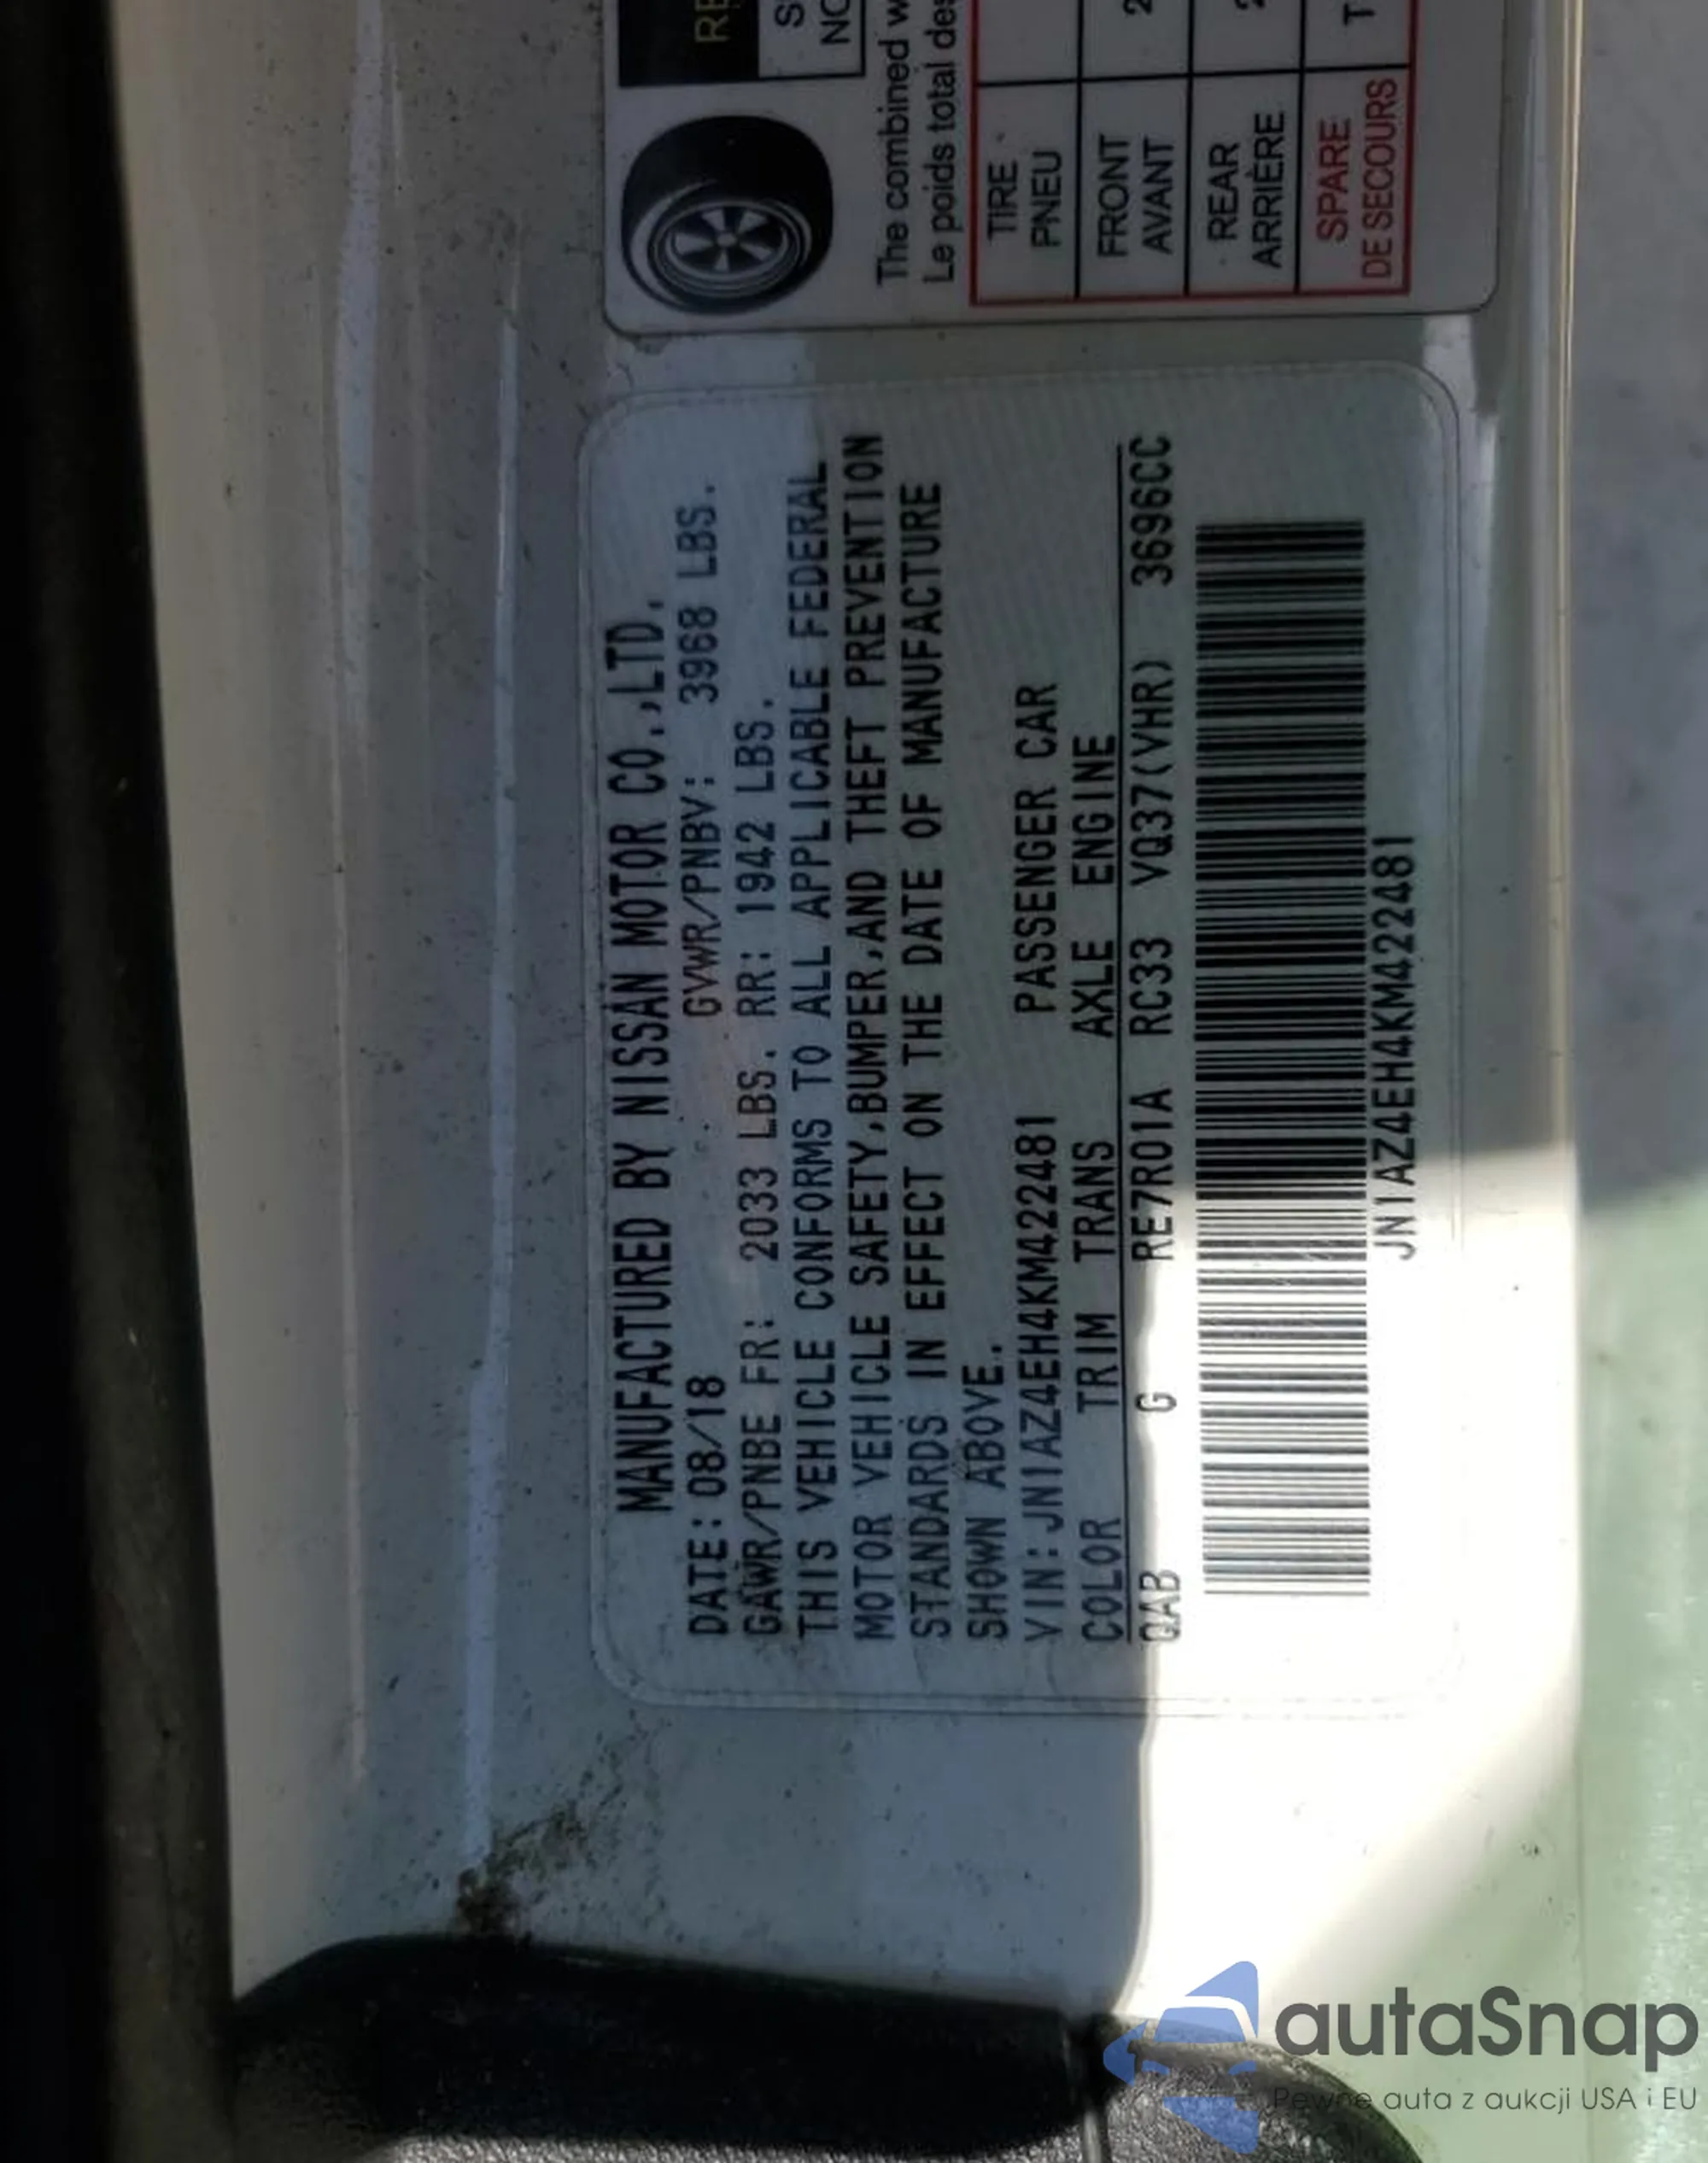 MANUFACTURED BY NISSAN MOTOR CO.,LTD.
DATE:08/18 GVWR/PNBV: 3968 LBS.
GAWR/PNBE FR: 2033 LBS. RR: 1942 LBS.
THIS VEHICLE CONFORMS TO ALL APPLICABLE FEDERAL
MOTOR VEHICLE SAFETY,BUMPER,AND THEFT PREVENTION
STANDARDS IN EFFECT ON THE DATE OF MANUFACTURE
SHOWN ABOVE.
VIN:JN1AZ4EH4KM422481 PASSENGER CAR
COLOR TRIM TRANS AXLE ENGINE
QAB G RE7R01A RC33 VQ37(VHR) 3696CC
JN1AZ4EH4KM422481
The combined
Le poids total
TIRE
PNEU
FRONT
AVANT
REAR
ARRIÈRE
SPARE
DE SECOURS
autaSnap
Pewne auta z aukcji USA i EU